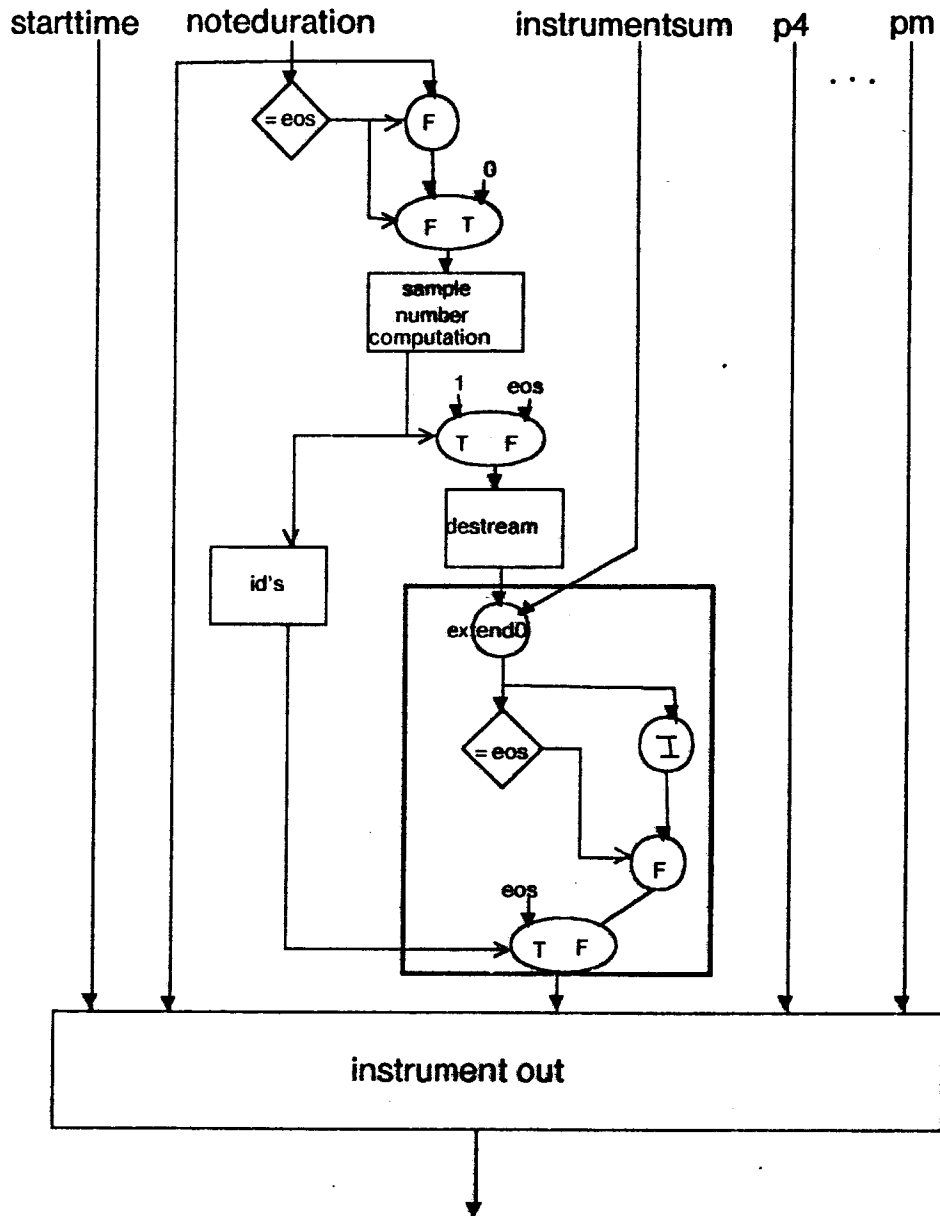 starttime noteduration instrumentsum p4 . . . pm
= eos
F
0
F T
sample
number
computation
1 eos
T F
destream
id's
extend0
= eos
I
F
eos
T F
instrument out